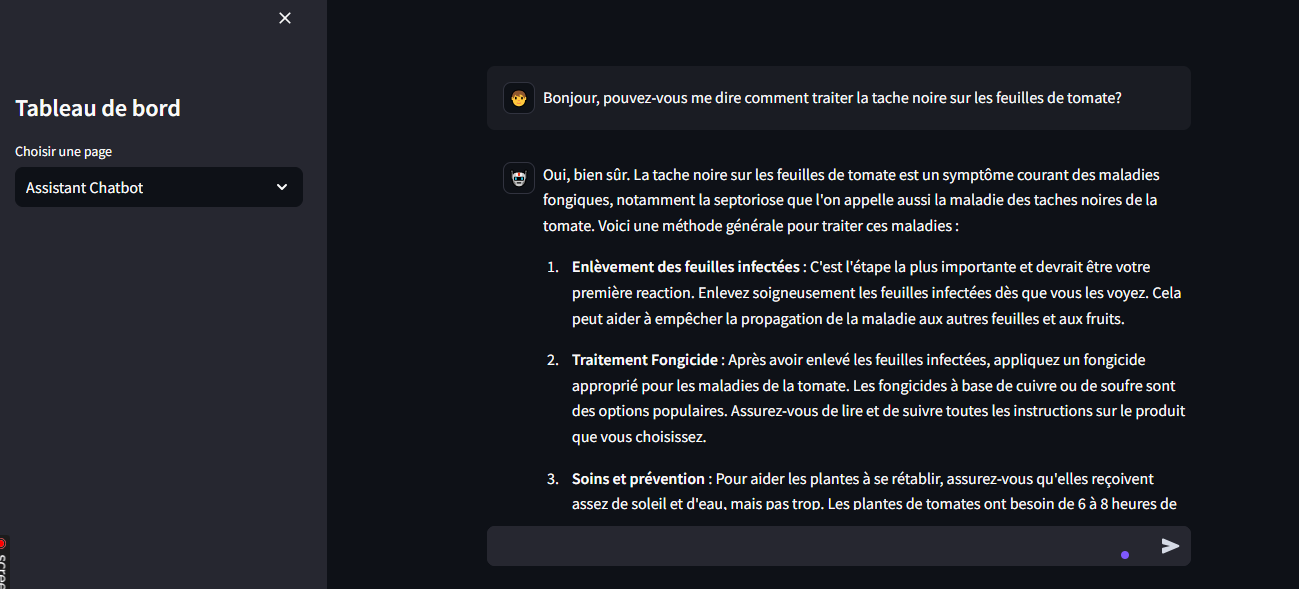 Tableau de bord
Choisir une page
Assistant Chatbot
Bonjour, pouvez-vous me dire comment traiter la tache noire sur les feuilles de tomate?
Oui, bien sûr. La tache noire sur les feuilles de tomate est un symptôme courant des maladies
fongiques, notamment la septoriose que l'on appelle aussi la maladie des taches noires de la
tomate. Voici une méthode générale pour traiter ces maladies :
1. Enlèvement des feuilles infectées : C'est l'étape la plus importante et devrait être votre
première reaction. Enlevez soigneusement les feuilles infectées dès que vous les voyez. Cela
peut aider à empêcher la propagation de la maladie aux autres feuilles et aux fruits.
2. Traitement Fongicide : Après avoir enlevé les feuilles infectées, appliquez un fongicide
approprié pour les maladies de la tomate. Les fongicides à base de cuivre ou de soufre sont
des options populaires. Assurez-vous de lire et de suivre toutes les instructions sur le produit
que vous choisissez.
3. Soins et prévention : Pour aider les plantes à se rétablir, assurez-vous qu'elles reçoivent
assez de soleil et d'eau, mais pas trop. Les plantes de tomates ont besoin de 6 à 8 heures de